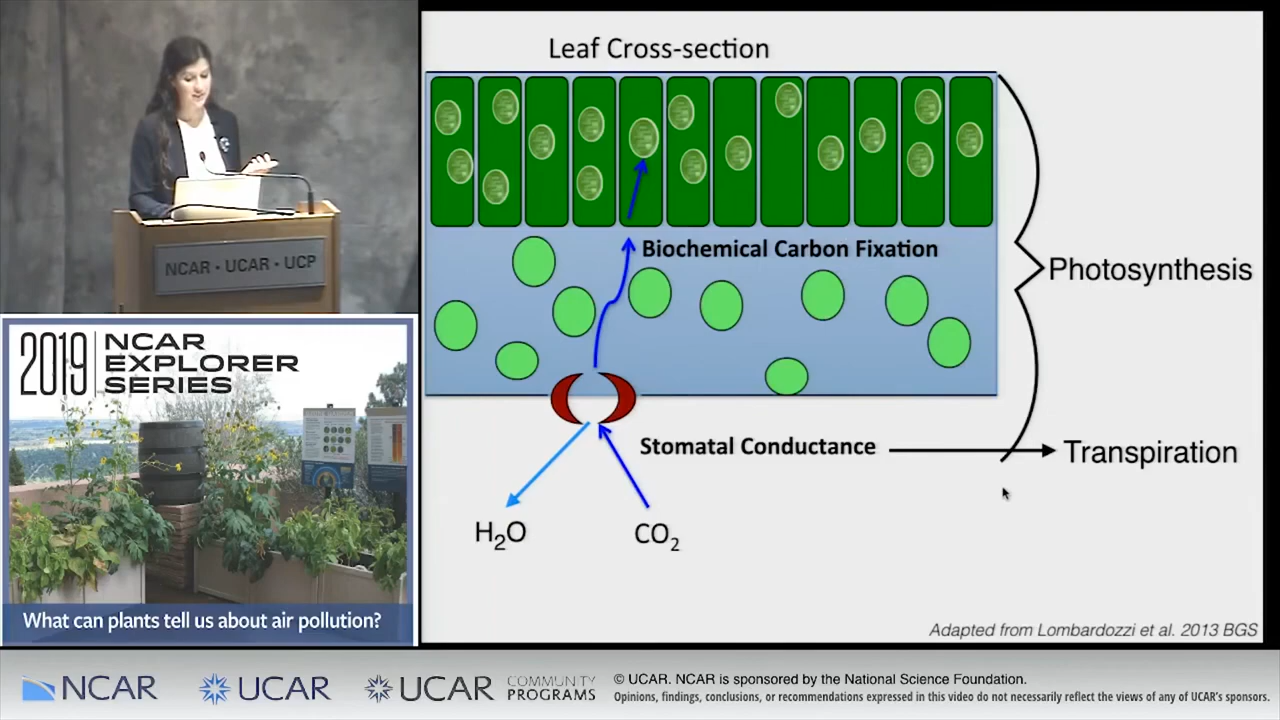 NCAR • UCAR • UCP
2019
NCAR
EXPLORER
SERIES
What can plants tell us about air pollution?
Leaf Cross-section
Biochemical Carbon Fixation
Photosynthesis
Stomatal Conductance
Transpiration
H₂O
CO₂
Adapted from Lombardozzi et al. 2013 BGS
NCAR
UCAR
UCAR
COMMUNITY
PROGRAMS
© UCAR. NCAR is sponsored by the National Science Foundation.
Opinions, findings, conclusions, or recommendations expressed in this video do not necessarily reflect the views of any of UCAR's sponsors.